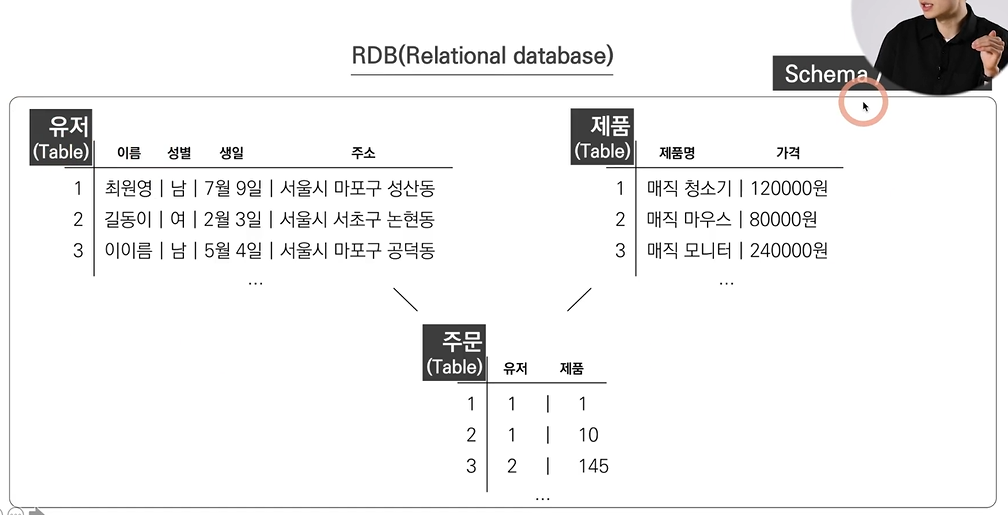 RDB(Relational database)
Schema /
유저
(Table)
이름 성별 생일 주소
1 최원영 | 남 | 7월 9일 | 서울시 마포구 성산동
2 길동이 | 여 | 2월 3일 | 서울시 서초구 논현동
3 이이름 | 남 | 5월 4일 | 서울시 마포구 공덕동
...
제품
(Table)
제품명 가격
1 매직 청소기 | 120000원
2 매직 마우스 | 80000원
3 매직 모니터 | 240000원
...
주문
(Table)
유저 제품
1 1 | 1
2 1 | 10
3 2 | 145
...